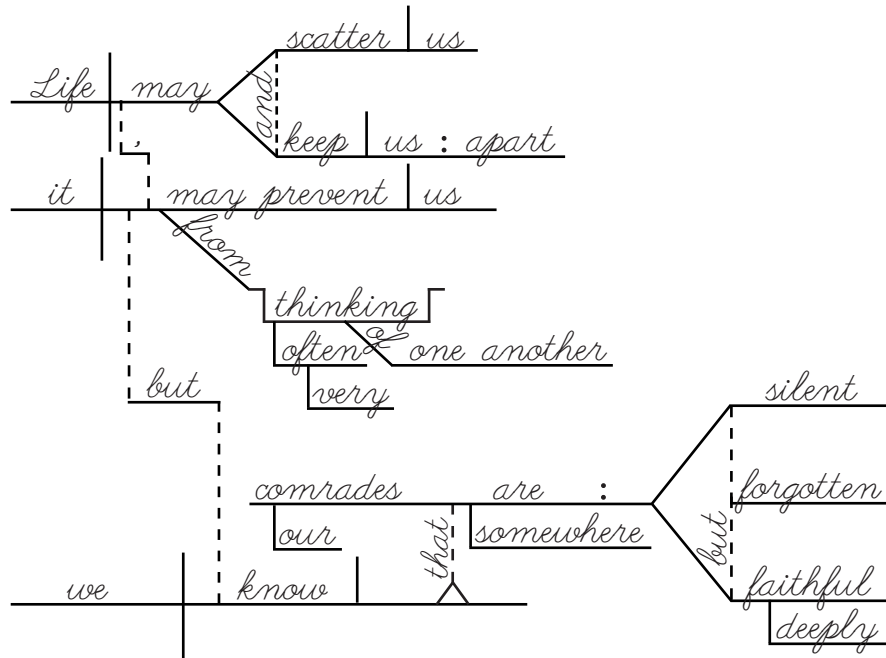 scatter us
Life may
and
,
keep us : apart
it may prevent us
from
thinking
of
often one another
very
but
silent
comrades are : forgotten
that
but
our somewhere
we know faithful
deeply